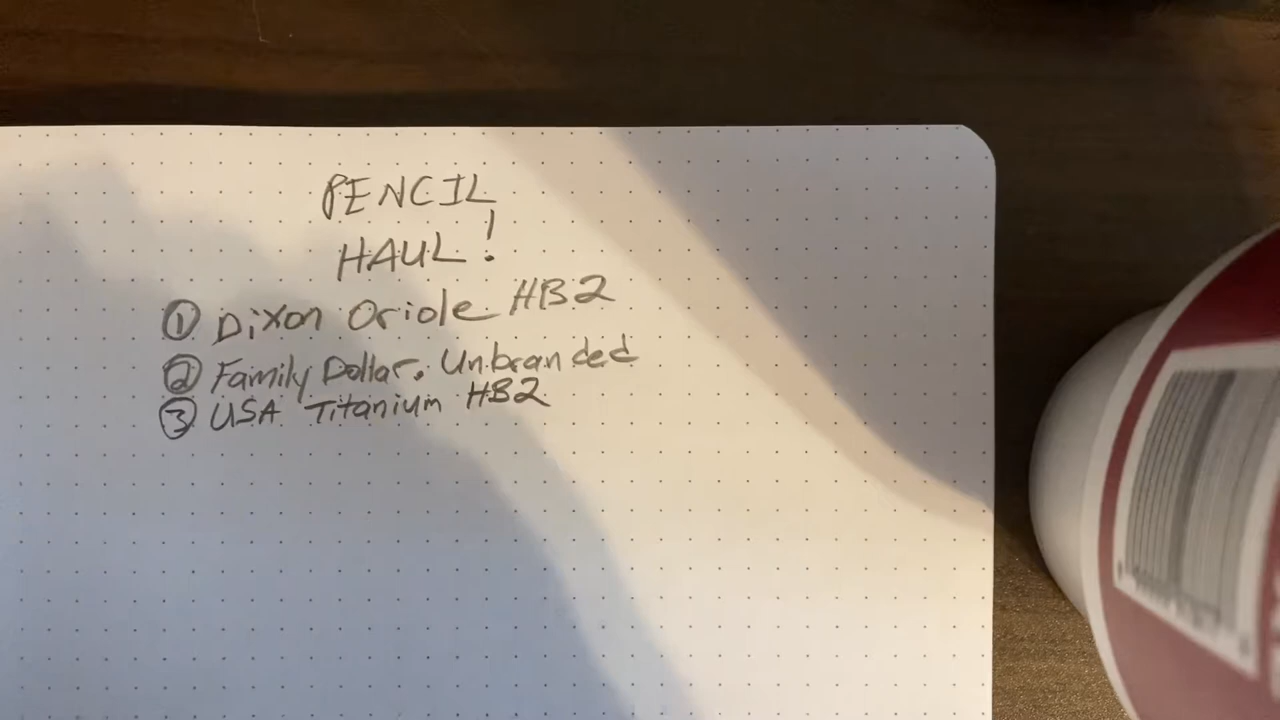 PENCIL
HAUL!
① Dixon Oriole HB2
② Family Dollar. Unbranded
③ USA Titanium HB2